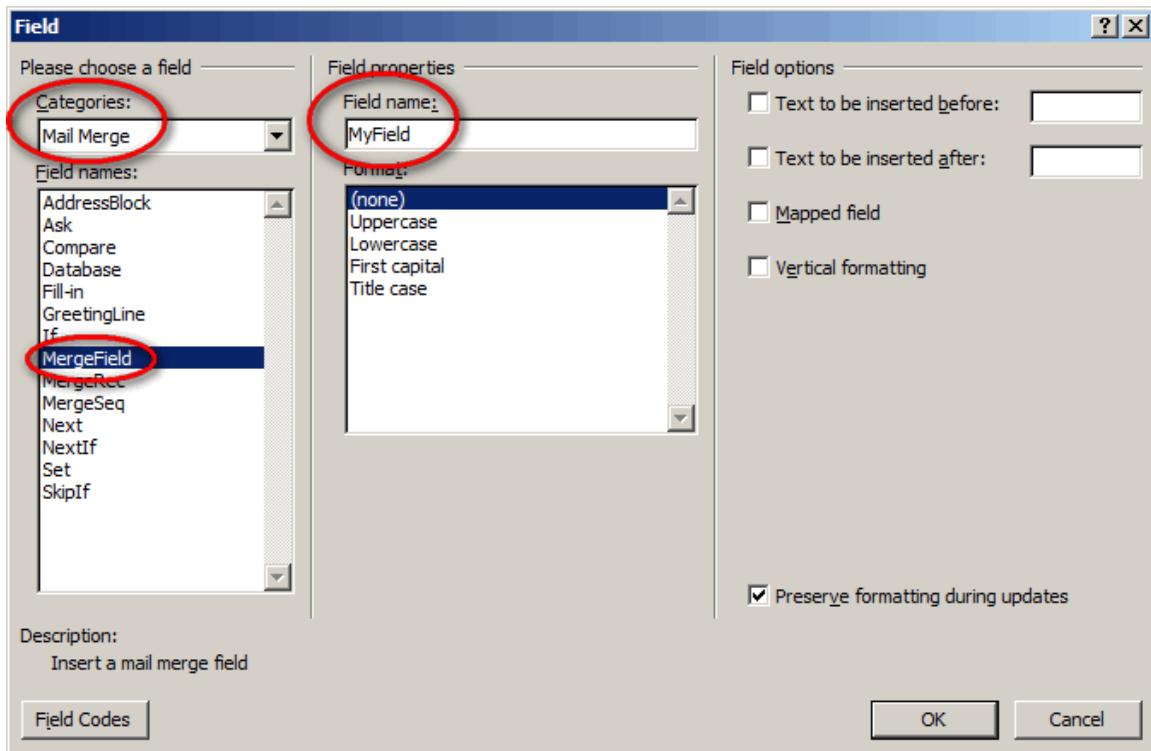 Field
Please choose a field
Categories:
Mail Merge
Field names:
AddressBlock
Ask
Compare
Database
Fill-in
GreetingLine
If
MergeField
MergeRec
MergeSeq
Next
NextIf
Set
SkipIf
Field properties
Field name:
MyField
Format:
(none)
Uppercase
Lowercase
First capital
Title case
Field options
Text to be inserted before:
Text to be inserted after:
Mapped field
Vertical formatting
Preserve formatting during updates
Description:
Insert a mail merge field
Field Codes
OK
Cancel